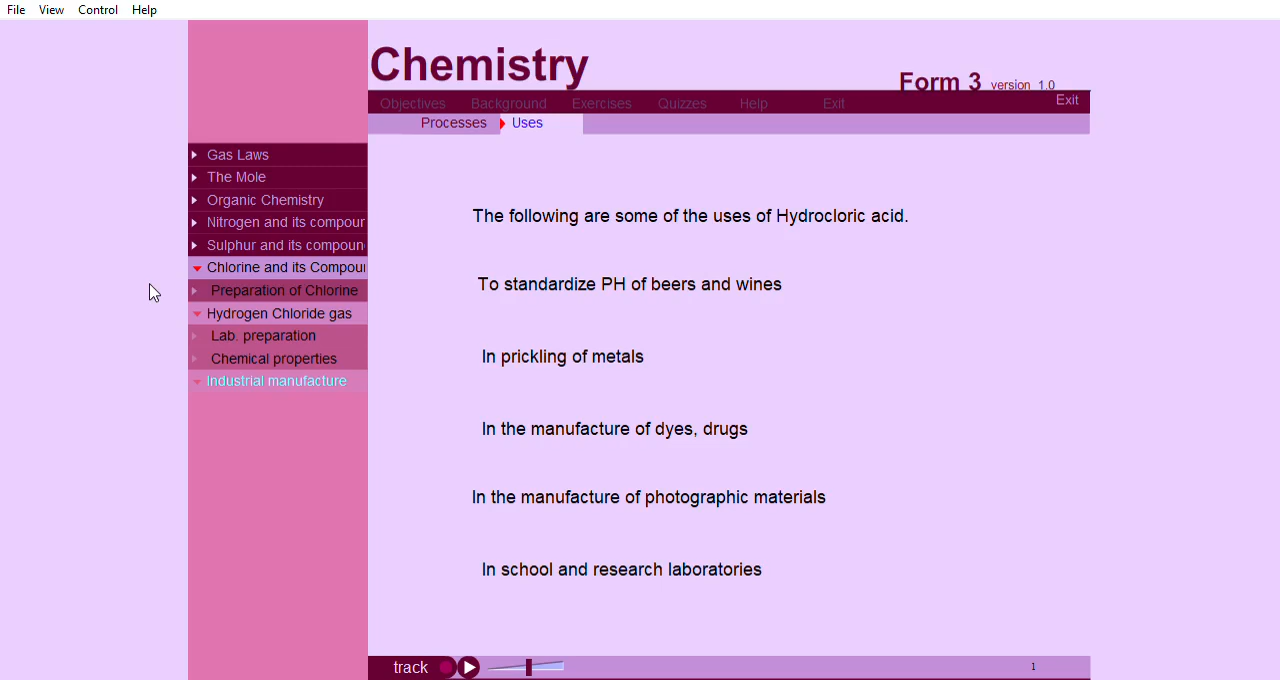 File View Control Help
Chemistry
Form 3 version 1.0
Objectives Background Exercises Quizzes Help Exit Exit
Processes Uses
Gas Laws
The Mole
Organic Chemistry
Nitrogen and its compour
Sulphur and its compoun
Chlorine and its Compou
Preparation of Chlorine
Hydrogen Chloride gas
Lab. preparation
Chemical properties
Industrial manufacture
The following are some of the uses of Hydrocloric acid.
To standardize PH of beers and wines
In prickling of metals
In the manufacture of dyes, drugs
In the manufacture of photographic materials
In school and research laboratories
track 1